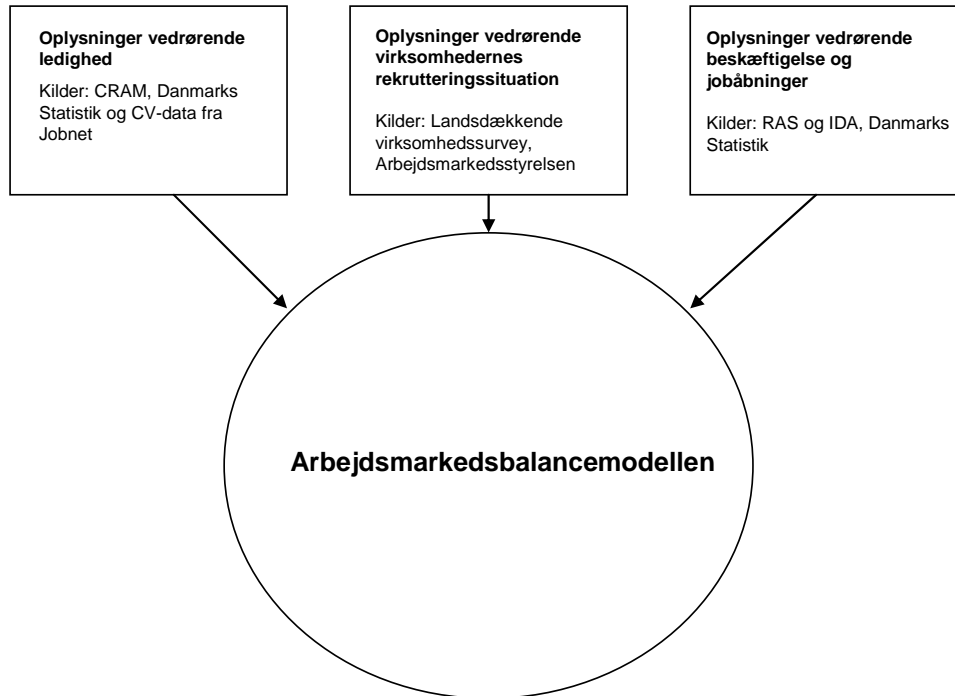 Oplysninger vedrørende
ledighed
Kilder: CRAM, Danmarks
Statistik og CV-data fra
Jobnet
Oplysninger vedrørende
virksomhedernes
rekrutteringssituation
Kilder: Landsdækkende
virksomhedssurvey,
Arbejdsmarkedsstyrelsen
Oplysninger vedrørende
beskæftigelse og
jobåbninger
Kilder: RAS og IDA, Danmarks
Statistik
Arbejdsmarkedsbalancemodellen